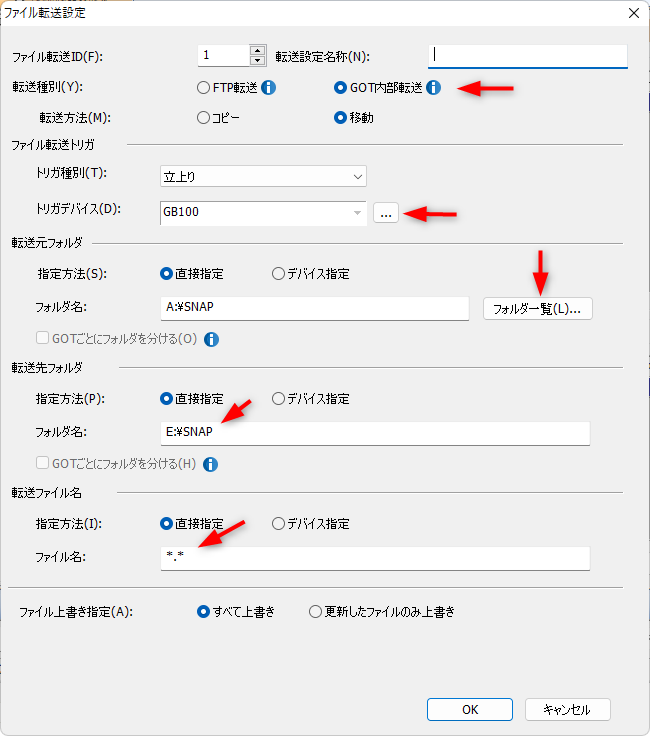 ファイル転送設定
ファイル転送ID(F): 1 転送設定名称(N):
転送種別(Y): FTP転送 GOT内部転送
転送方法(M): コピー 移動
ファイル転送トリガ
トリガ種別(T): 立上り
トリガデバイス(D): GB100 ...
転送元フォルダ
指定方法(S): 直接指定 デバイス指定
フォルダ名: A:¥SNAP フォルダ一覧(L)...
GOTごとにフォルダを分ける(O)
転送先フォルダ
指定方法(P): 直接指定 デバイス指定
フォルダ名: E:¥SNAP
GOTごとにフォルダを分ける(H)
転送ファイル名
指定方法(I): 直接指定 デバイス指定
ファイル名: *.*
ファイル上書き指定(A): すべて上書き 更新したファイルのみ上書き
OK キャンセル